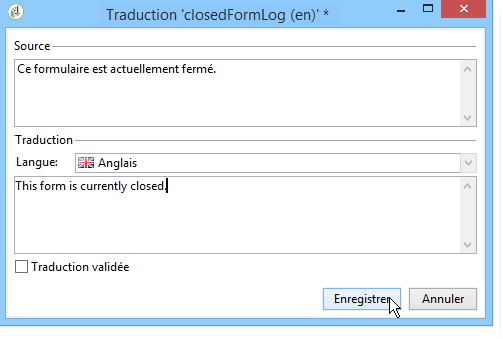 Traduction 'closedFormLog (en)' *
Source
Ce formulaire est actuellement fermé.
Traduction
Langue: Anglais
This form is currently closed.
Traduction validée
Enregistrer Annuler